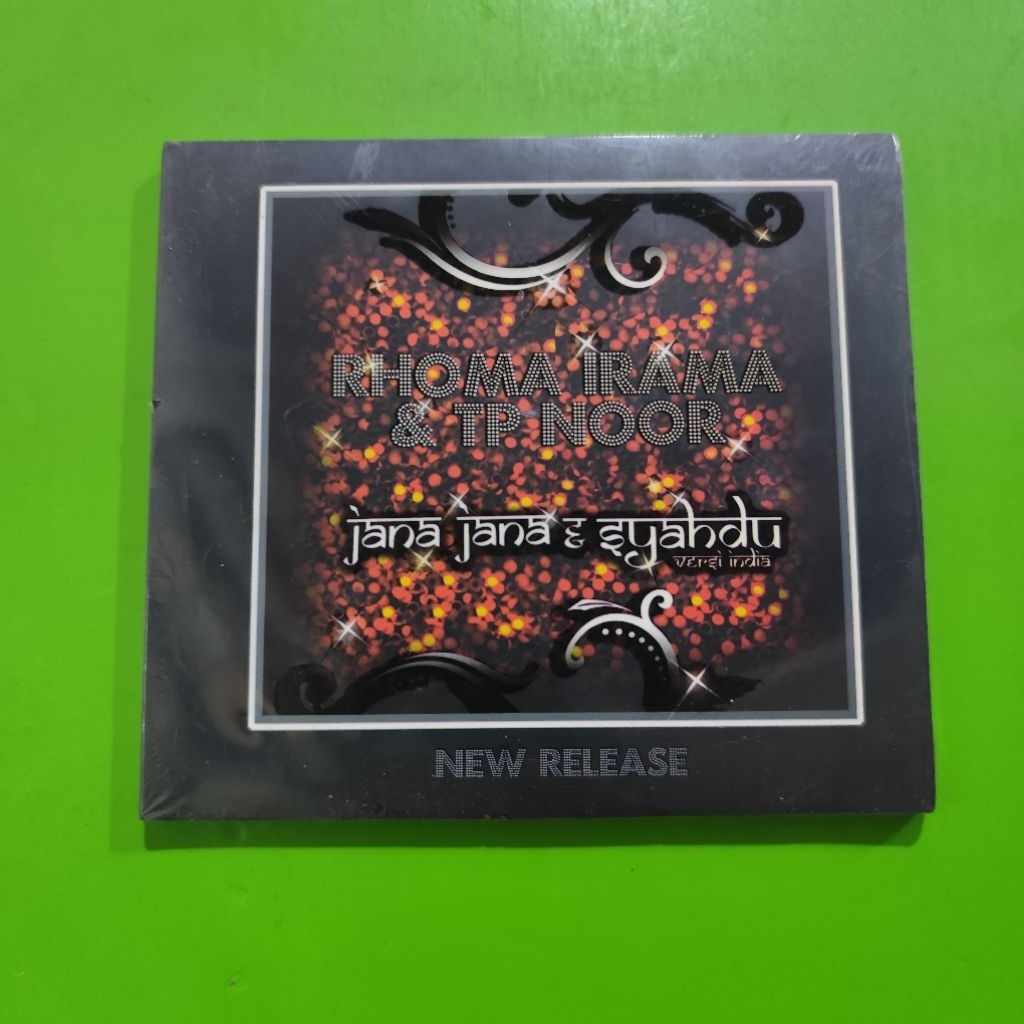 RHOMA IRAMA
& TP NOOR
jana jana & syahdu
versi india
NEW RELEASE